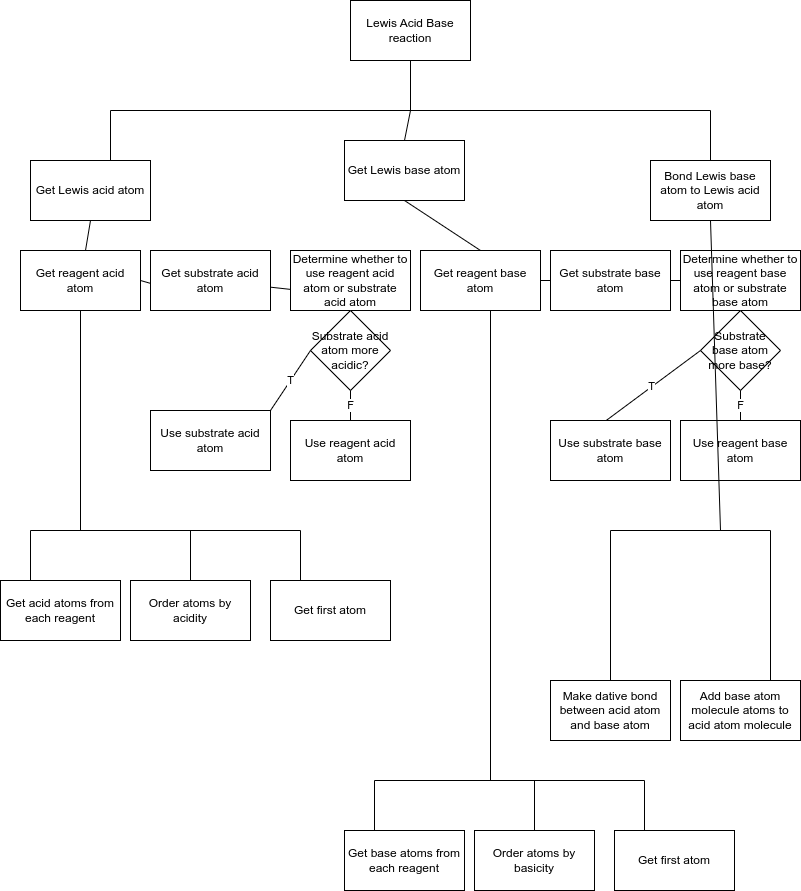 Lewis Acid Base
reaction
Get Lewis acid atom
Get Lewis base atom
Bond Lewis base
atom to Lewis acid
atom
Get reagent acid
atom
Get substrate acid
atom
Determine whether to
use reagent acid
atom or substrate
acid atom
Get reagent base
atom
Get substrate base
atom
Determine whether to
use reagent base
atom or substrate
base atom
Substrate acid
atom more
acidic?
Substrate
base atom
more base?
T
F
T
F
Use substrate acid
atom
Use reagent acid
atom
Use substrate base
atom
Use reagent base
atom
Get acid atoms from
each reagent
Order atoms by
acidity
Get first atom
Make dative bond
between acid atom
and base atom
Add base atom
molecule atoms to
acid atom molecule
Get base atoms from
each reagent
Order atoms by
basicity
Get first atom